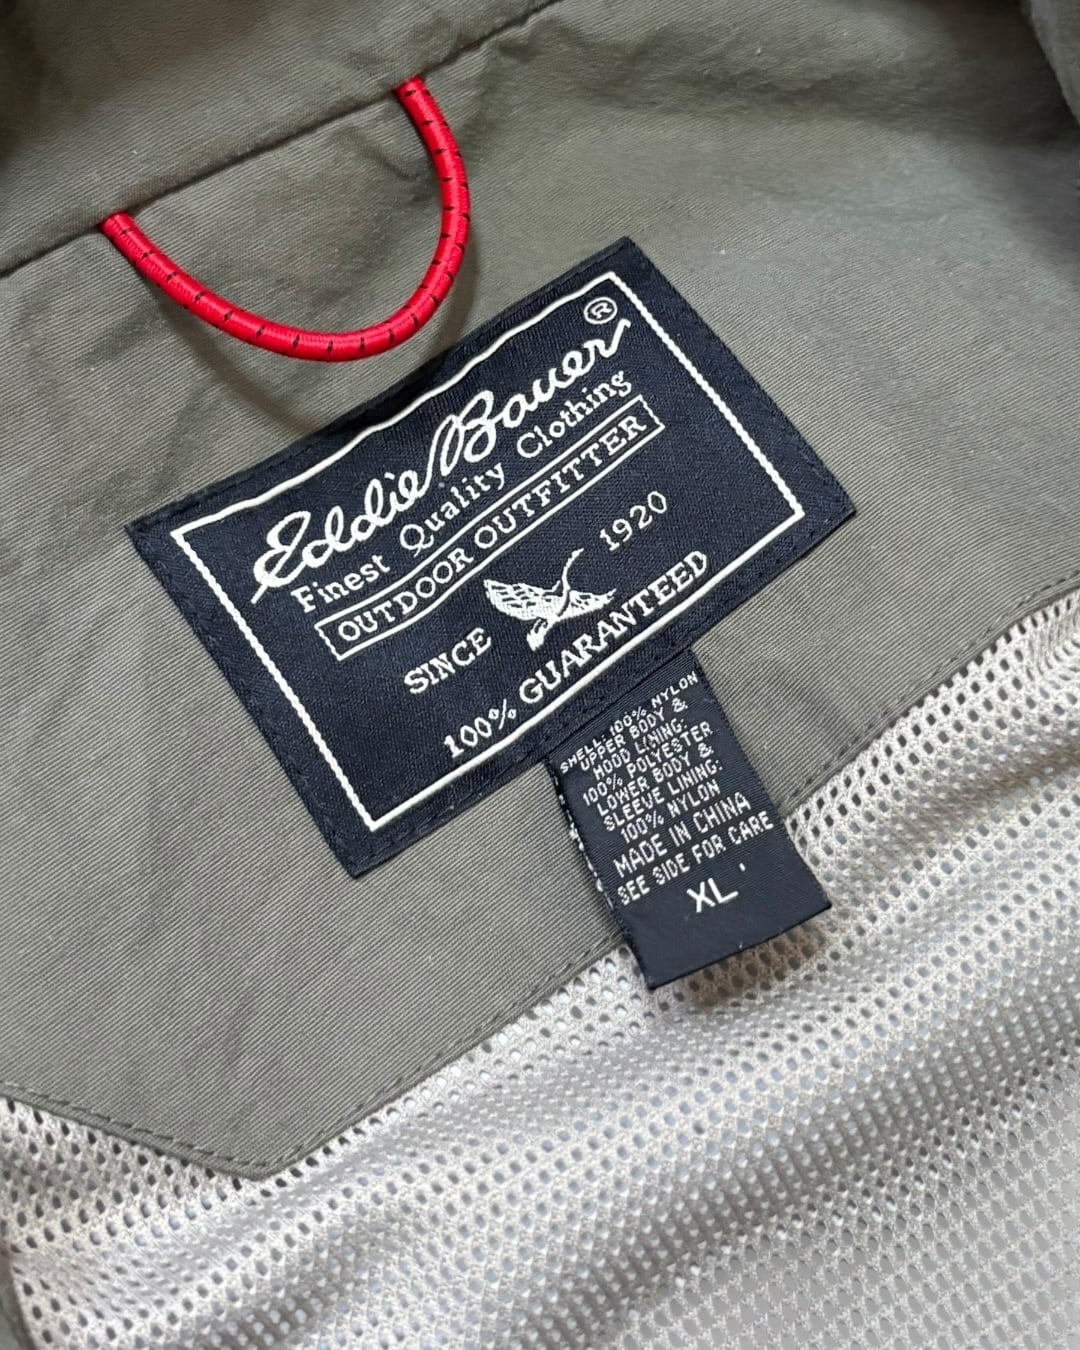 Eddie Bauer ®
Finest Quality Clothing
OUTDOOR OUTFITTER
SINCE 1920
100% GUARANTEED
SHELL: 100% NYLON
UPPER BODY &
HOOD LINING:
100% POLYESTER
LOWER BODY &
SLEEVE LINING:
100% NYLON
MADE IN CHINA
SEE SIDE FOR CARE
XL